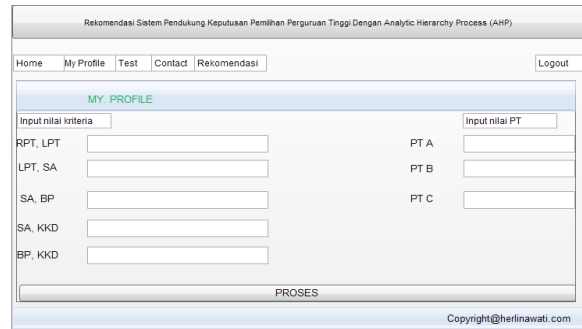 Rekomendasi Sistem Pendukung Keputusan Pemilihan Perguruan Tinggi Dengan Analytic Hierarchy Process (AHP)
Home My Profile Test Contact Rekomendasi Logout
MY. PROFILE
Input nilai kriteria Input nilai PT
RPT, LPT PT A
LPT, SA PT B
SA, BP PT C
SA, KKD
BP, KKD
PROSES
Copyright@herlinawati.com